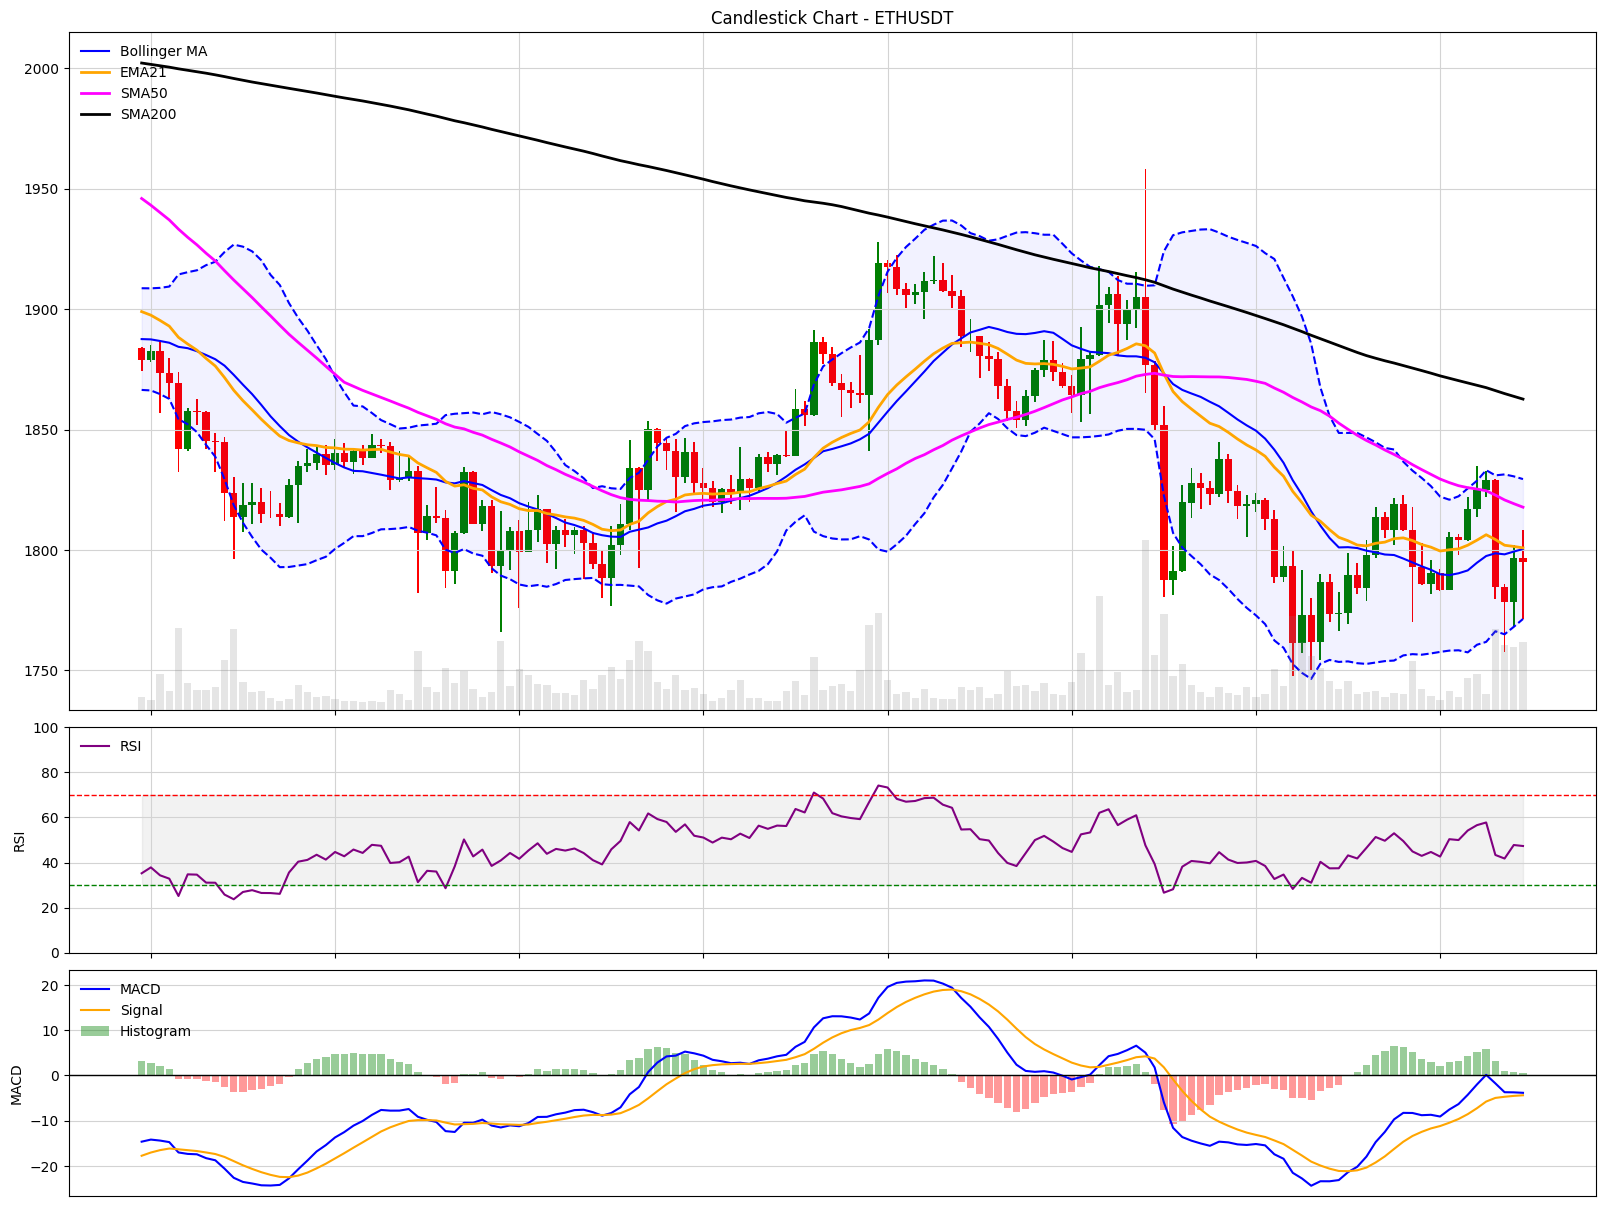 Candlestick Chart - ETHUSDT
Bollinger MA
EMA21
SMA50
SMA200
2000
1950
1900
1850
1800
1750
RSI
100
80
60
40
20
0
RSI
MACD
Signal
Histogram
20
10
0
−10
−20
MACD